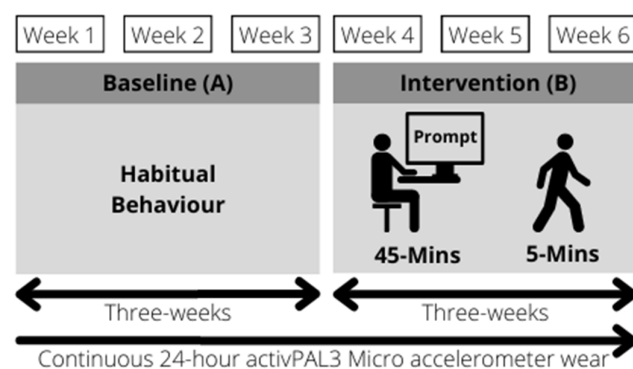 Week 1 Week 2 Week 3 Week 4 Week 5 Week 6
Baseline (A) Intervention (B)
Prompt
Habitual
Behaviour
45-Mins 5-Mins
Three-weeks Three-weeks
Continuous 24-hour activPAL3 Micro accelerometer wear